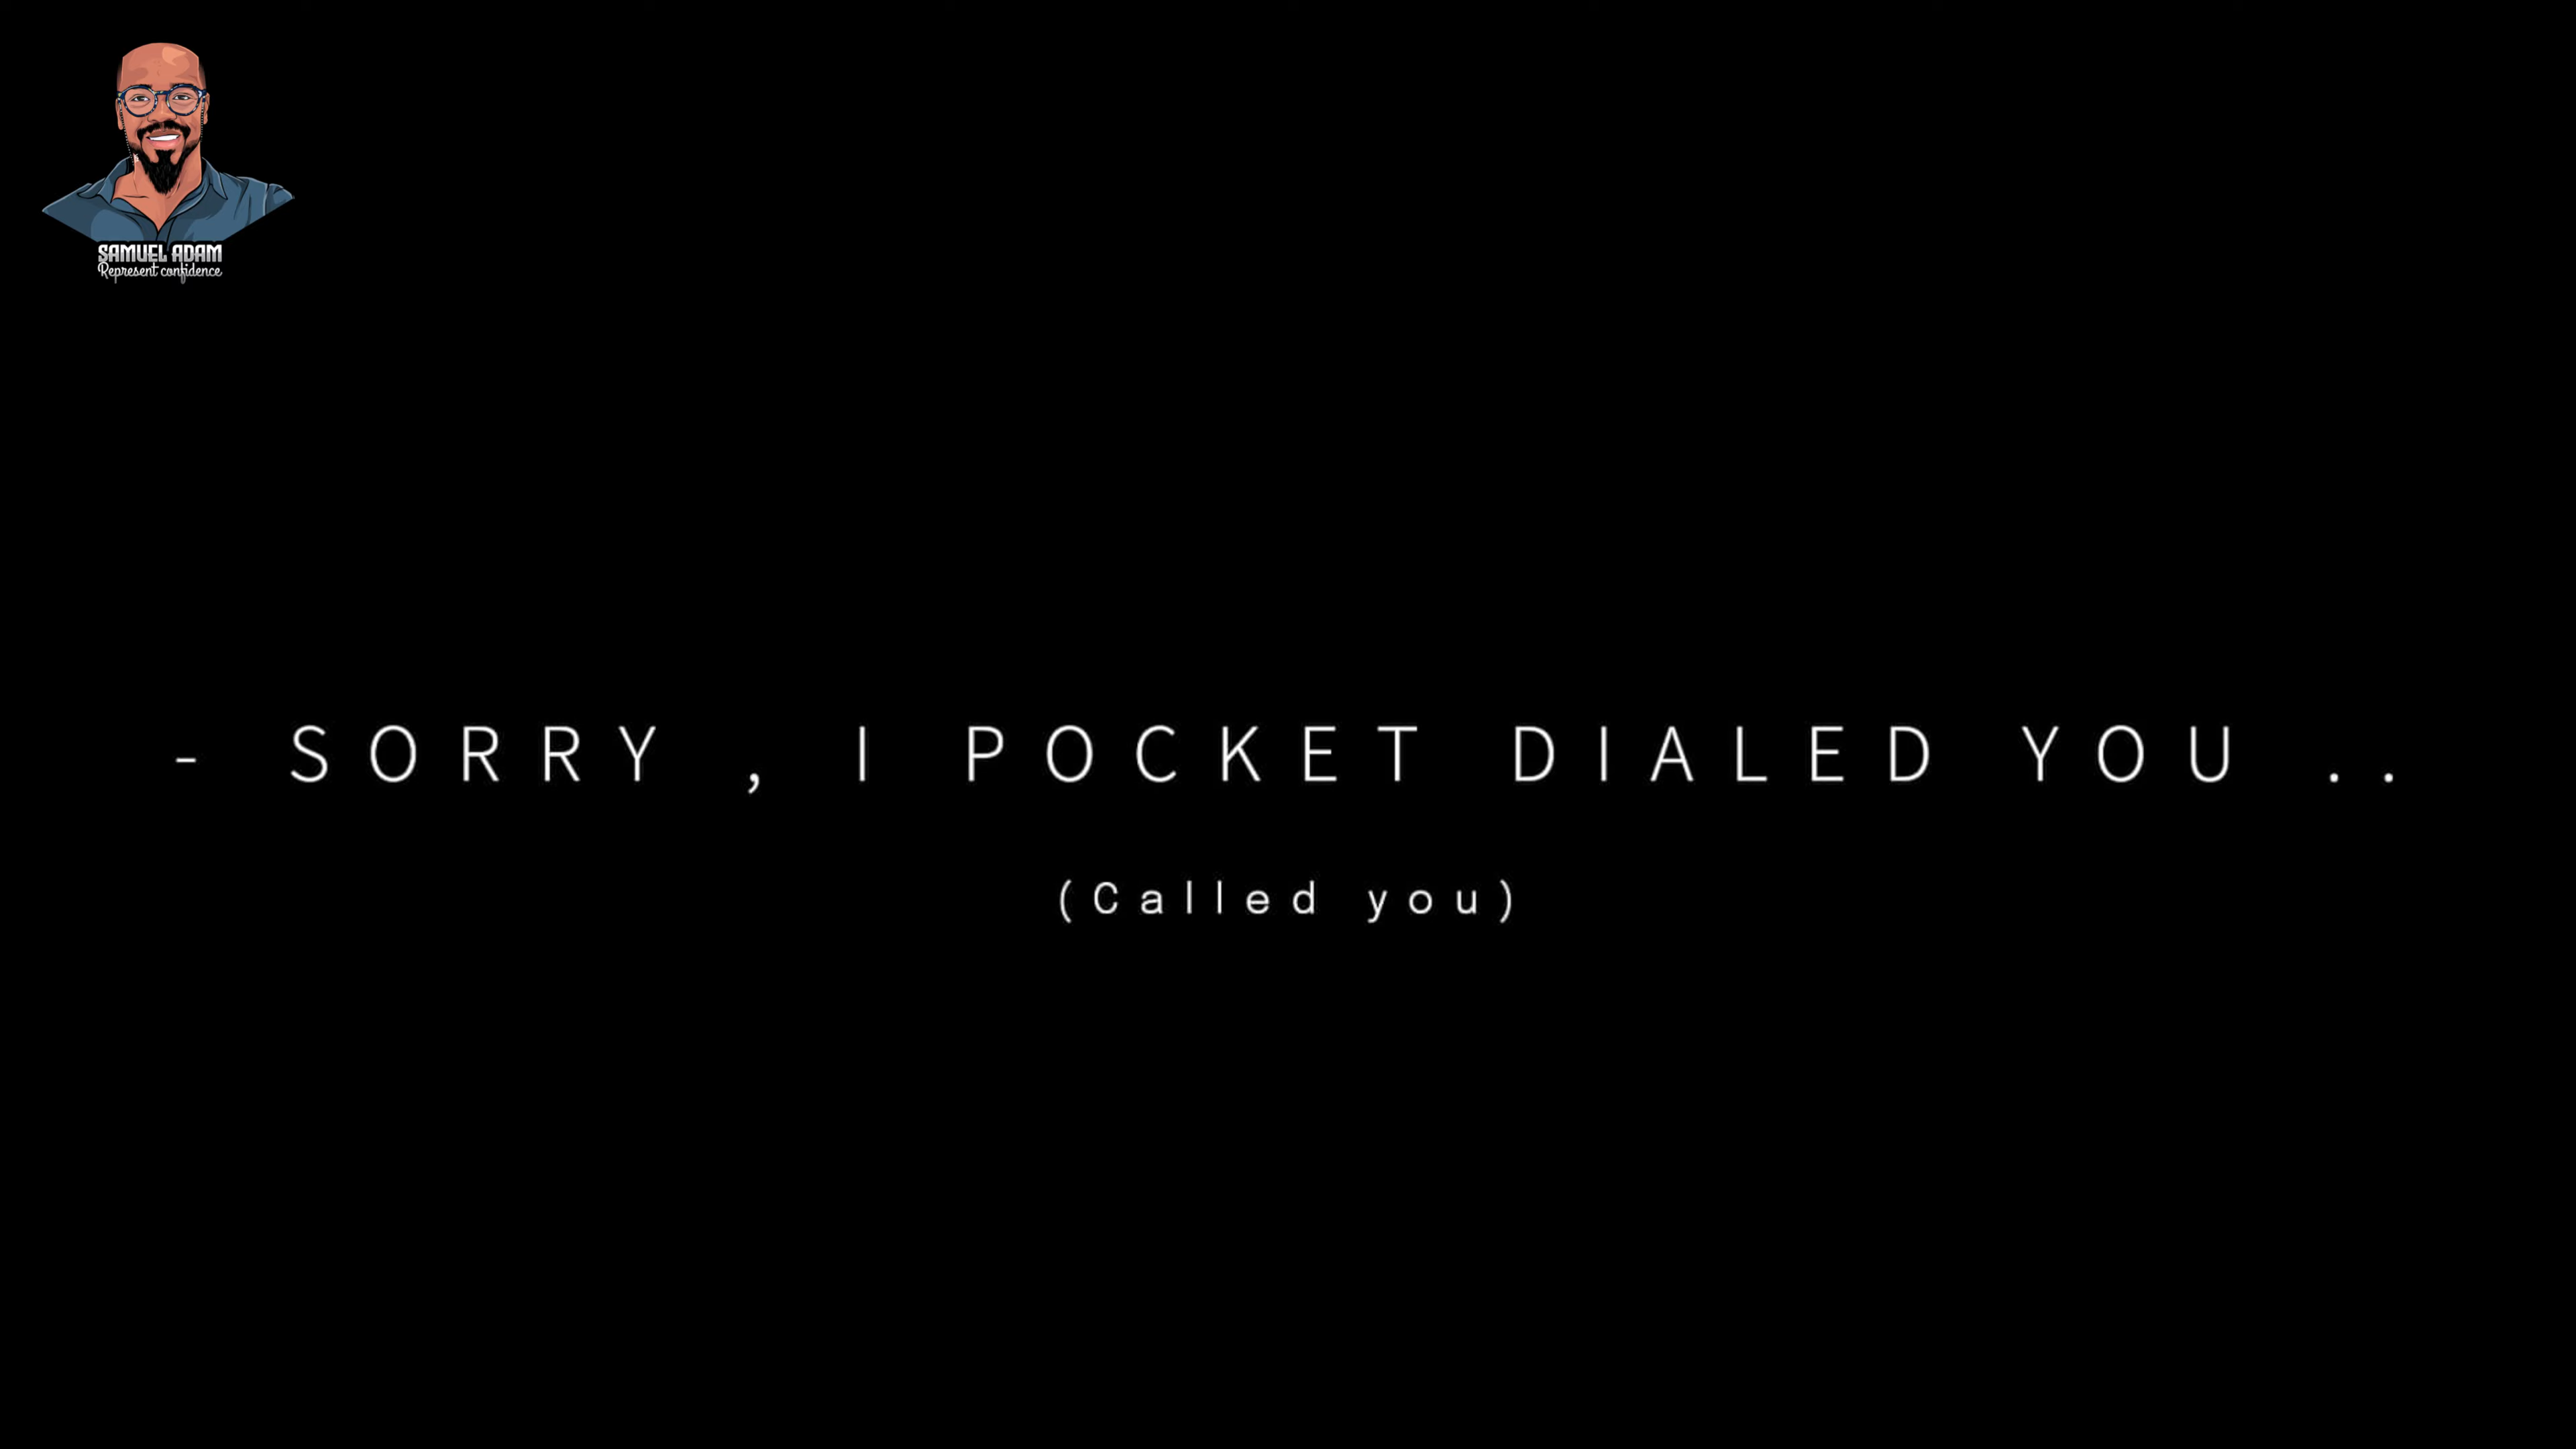 SAMUEL ADAM
Represent confidence
- SORRY , I POCKET DIALED YOU ..
(Called you)